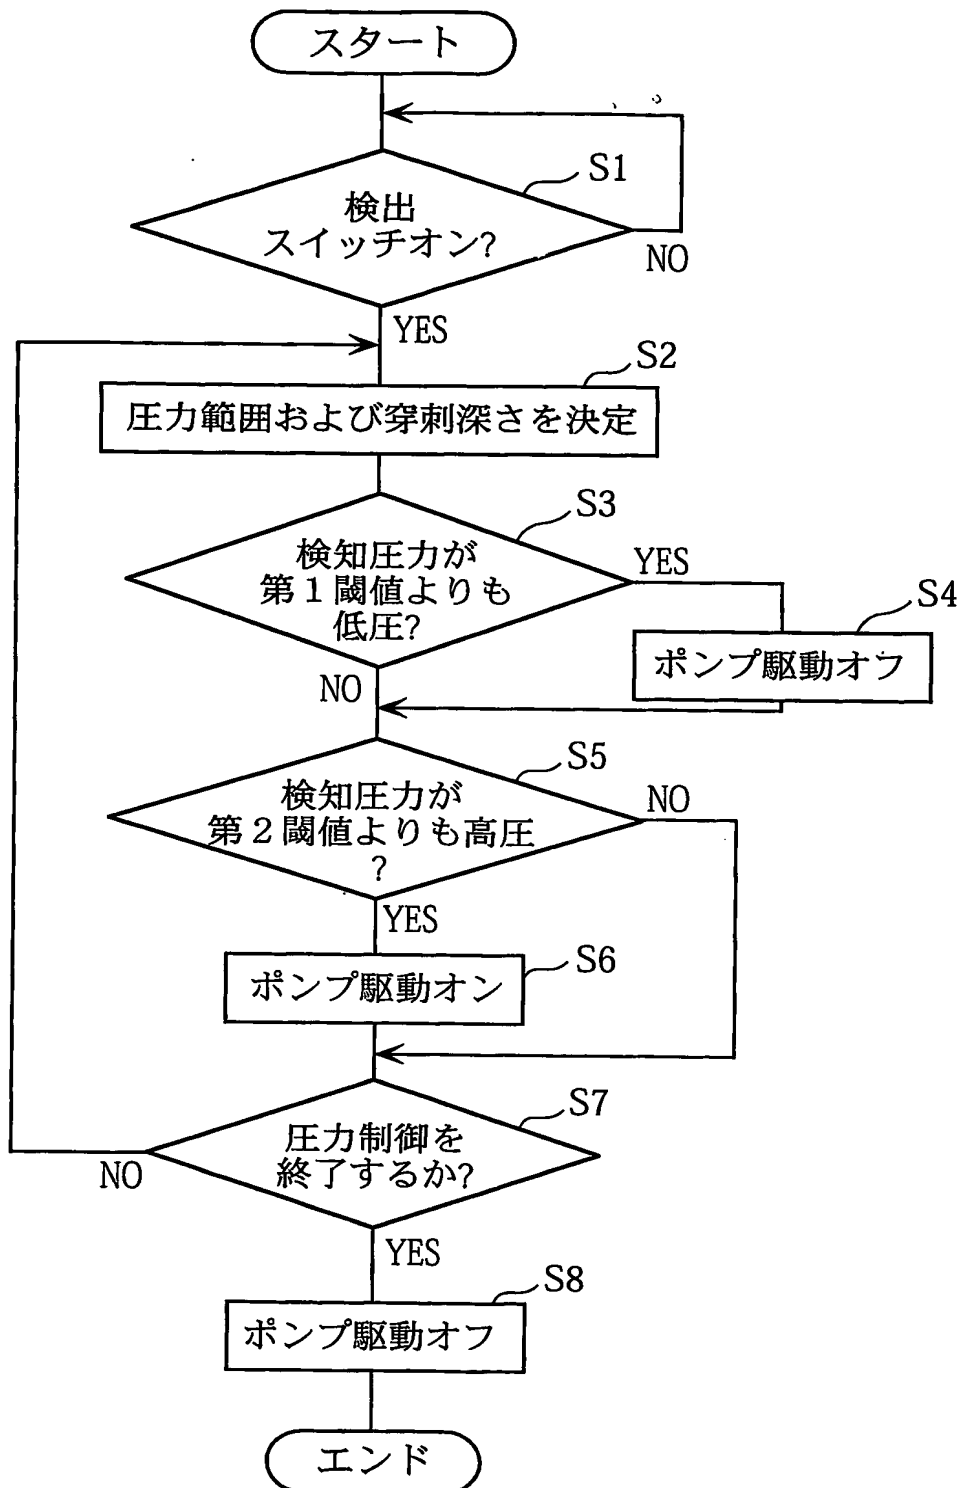 スタート
S1
検出
スイッチオン?
NO
YES
S2
圧力範囲および穿刺深さを決定
S3
検知圧力が
第1閾値よりも
低圧?
YES
S4
ポンプ駆動オフ
NO
S5
検知圧力が
第2閾値よりも高圧
?
NO
YES
S6
ポンプ駆動オン
S7
圧力制御を
終了するか?
NO
YES
S8
ポンプ駆動オフ
エンド